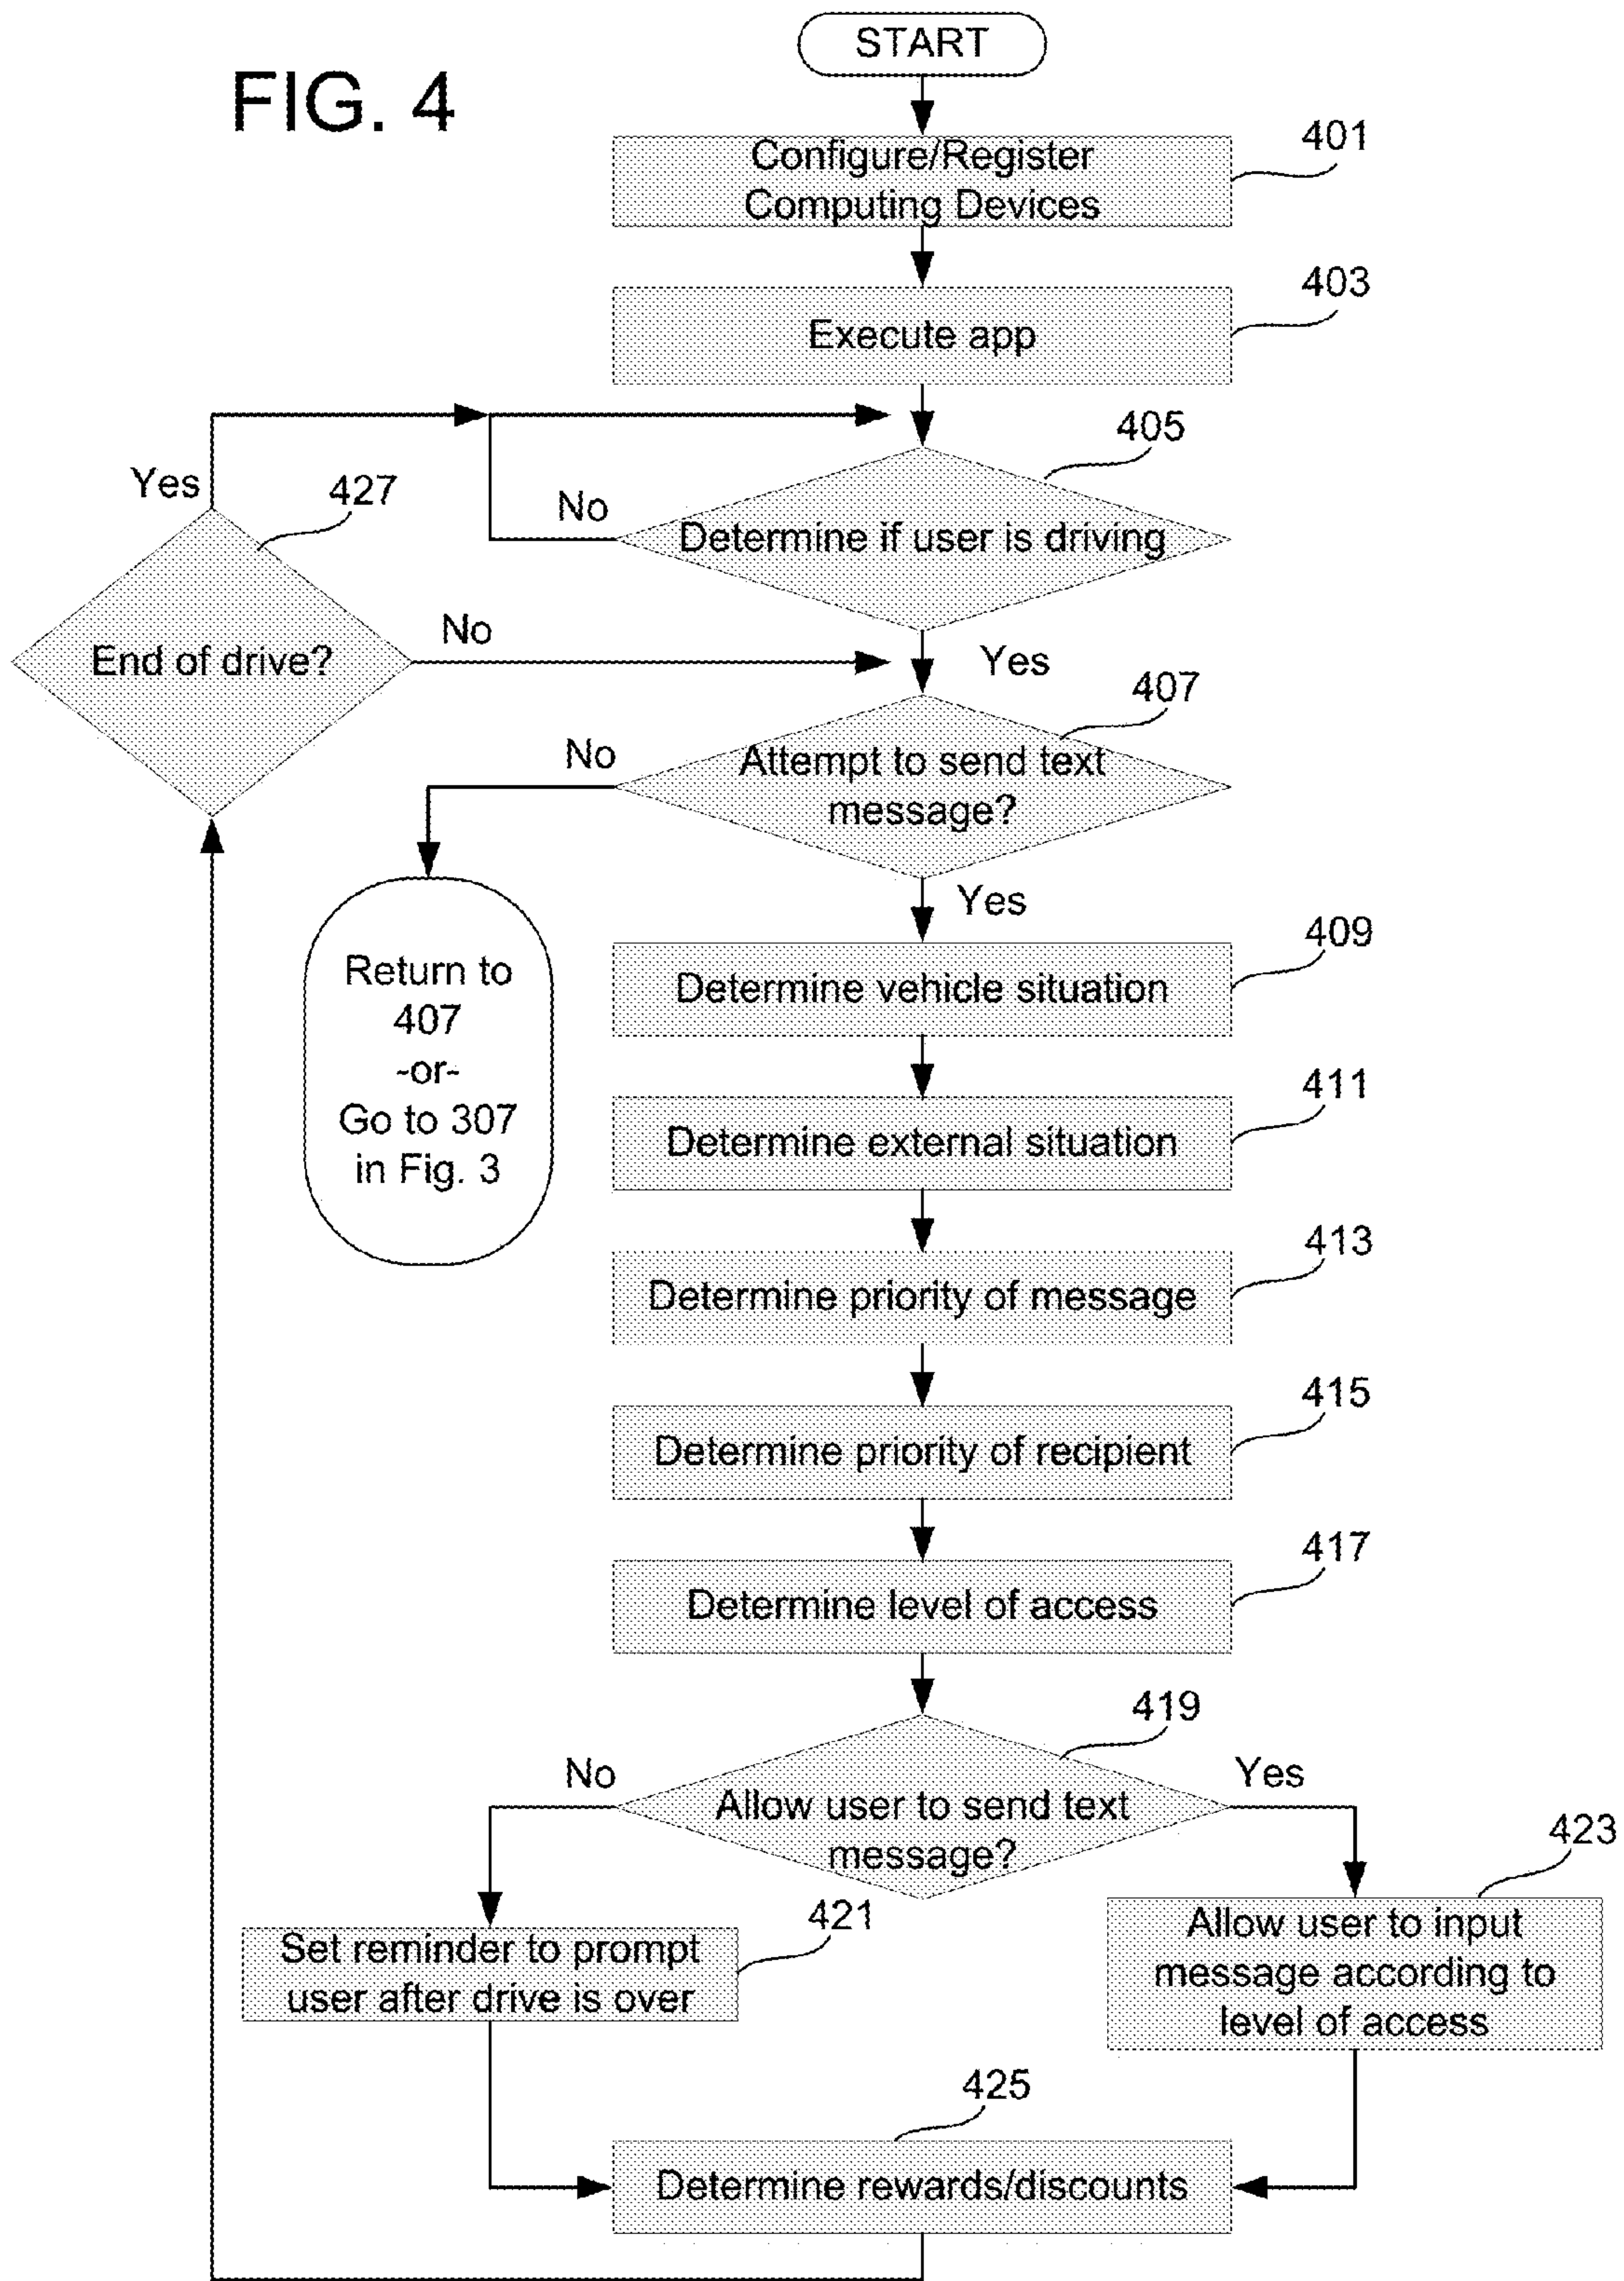 START
FIG. 4
Configure/Register
Computing Devices
401
Execute app
403
405
Yes
427
No
Determine if user is driving
End of drive?
No
Yes
407
No
Attempt to send text
message?
Yes
Return to
407
-or-
Go to 307
in Fig. 3
409
Determine vehicle situation
411
Determine external situation
413
Determine priority of message
415
Determine priority of recipient
417
Determine level of access
419
No
Yes
Allow user to send text
message?
421
Set reminder to prompt
user after drive is over
423
Allow user to input
message according to
level of access
425
Determine rewards/discounts